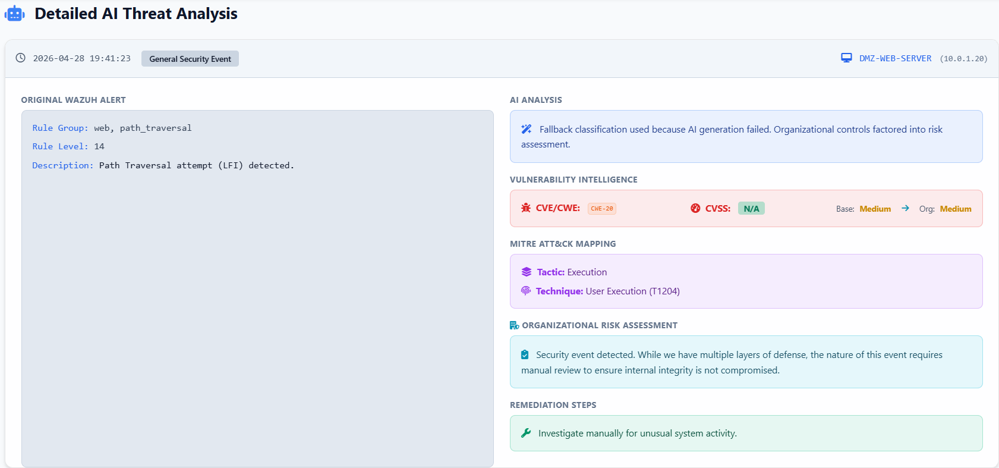 Detailed AI Threat Analysis
2026-04-28 19:41:23 General Security Event DMZ-WEB-SERVER (10.0.1.20)
ORIGINAL WAZUH ALERT
Rule Group: web, path_traversal
Rule Level: 14
Description: Path Traversal attempt (LFI) detected.
AI ANALYSIS
Fallback classification used because AI generation failed. Organizational controls factored into risk
assessment.
VULNERABILITY INTELLIGENCE
CVE/CWE: CWE-20 CVSS: N/A Base: Medium → Org: Medium
MITRE ATT&CK MAPPING
Tactic: Execution
Technique: User Execution (T1204)
ORGANIZATIONAL RISK ASSESSMENT
Security event detected. While we have multiple layers of defense, the nature of this event requires
manual review to ensure internal integrity is not compromised.
REMEDIATION STEPS
Investigate manually for unusual system activity.